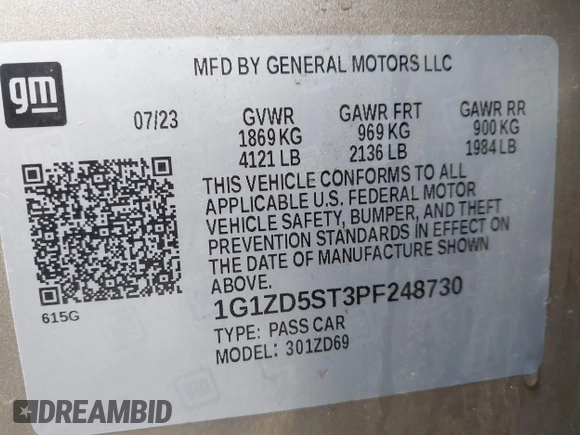 gm
MFD BY GENERAL MOTORS LLC
07/23 GVWR GAWR FRT GAWR RR
1869 KG 969 KG 900 KG
4121 LB 2136 LB 1984 LB
THIS VEHICLE CONFORMS TO ALL
APPLICABLE U.S. FEDERAL MOTOR
VEHICLE SAFETY, BUMPER, AND THEFT
PREVENTION STANDARDS IN EFFECT ON
THE DATE OF MANUFACTURE SHOWN
ABOVE.
615G
1G1ZD5ST3PF248730
TYPE: PASS CAR
MODEL: 301ZD69
DREAMBID